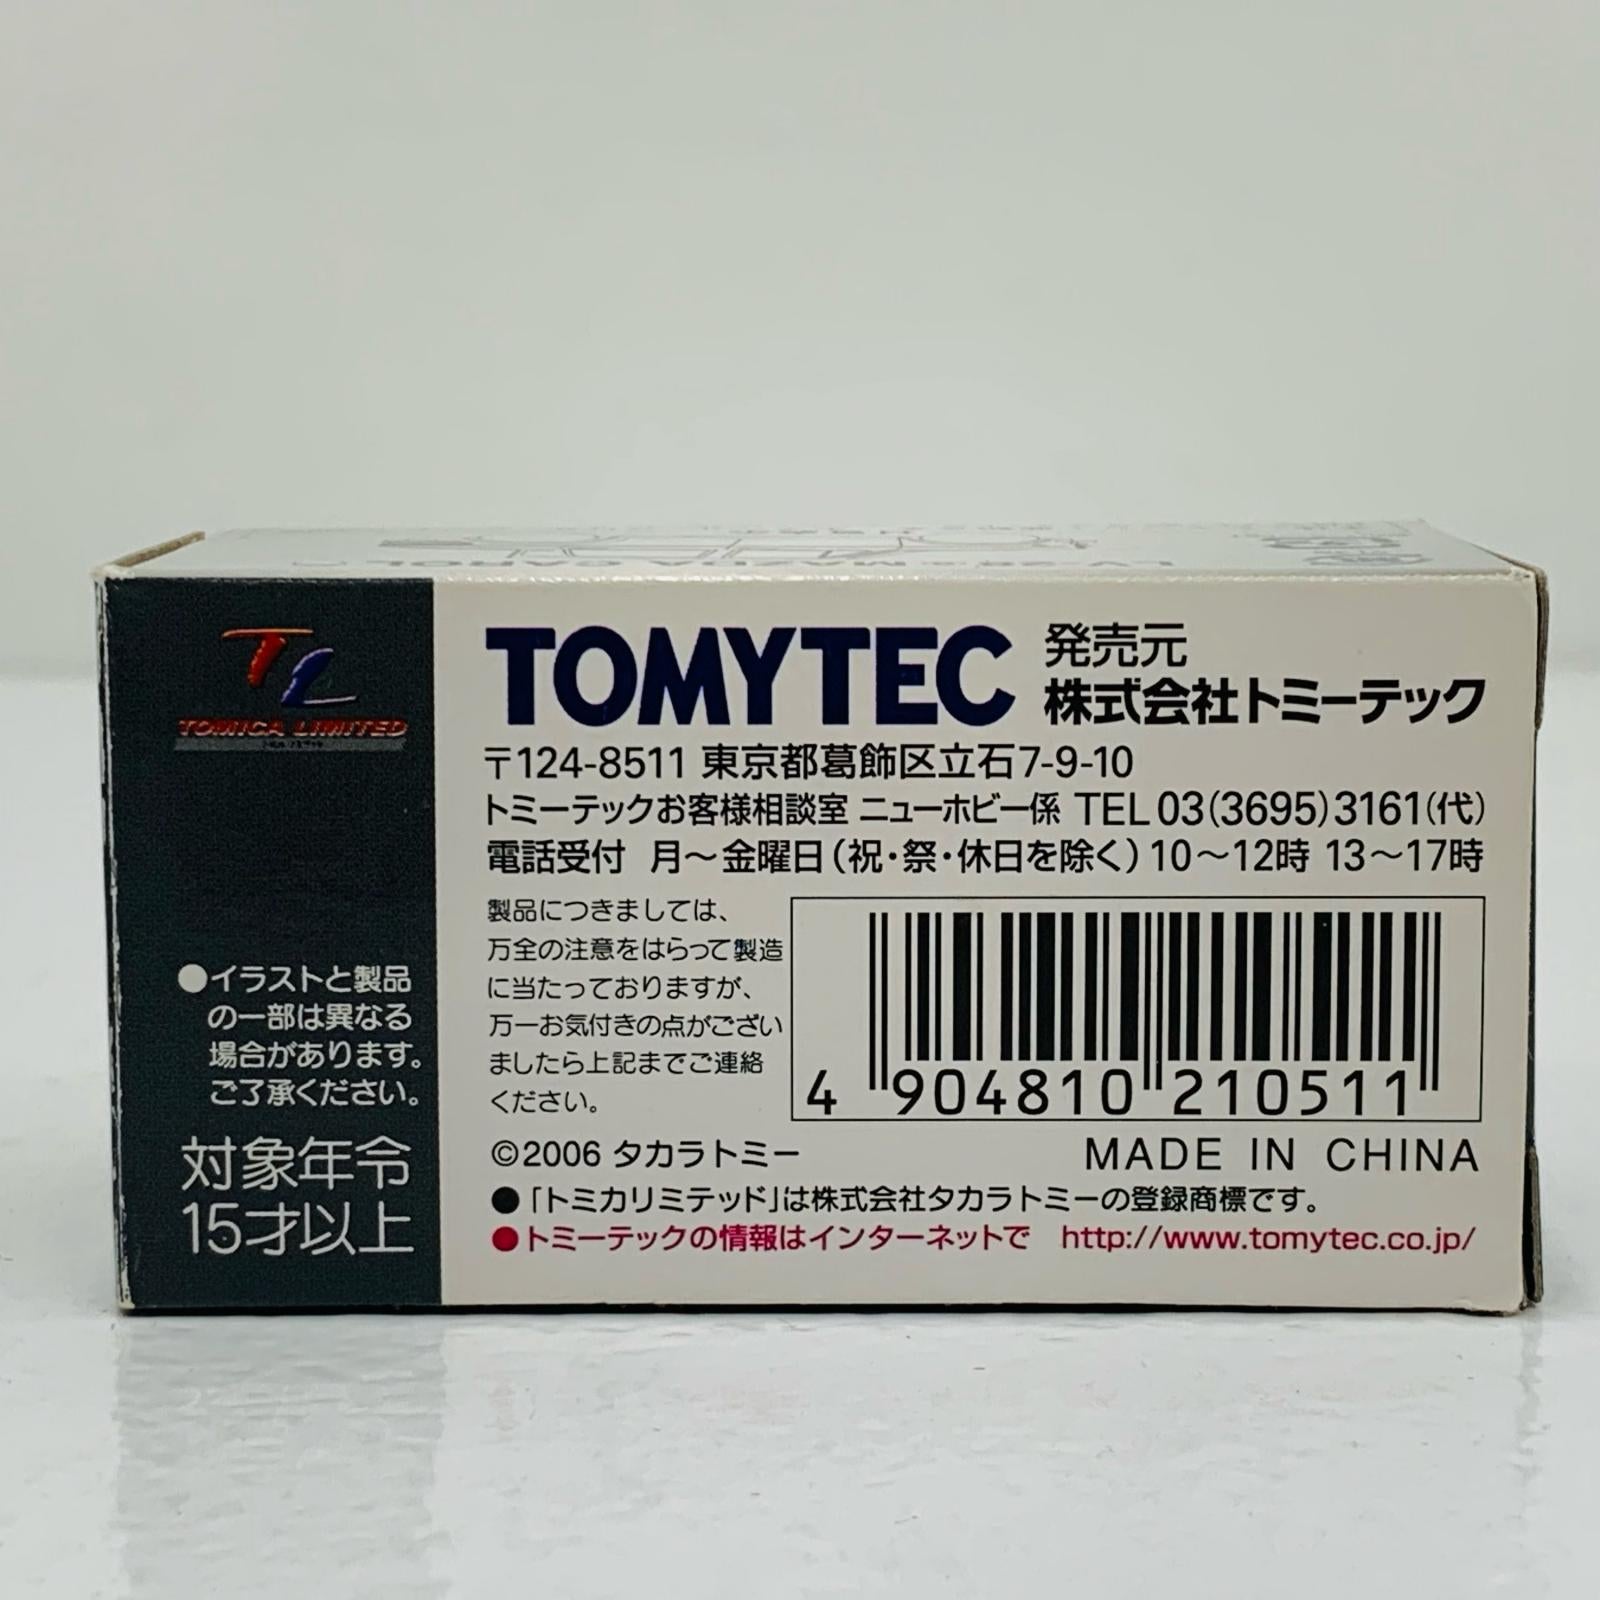 TL
TOMICA LIMITED
●イラストと製品
の一部は異なる
場合があります。
ご了承ください。
対象年令
15才以上
TOMYTEC
発売元
株式会社トミーテック
〒124-8511 東京都葛飾区立石7-9-10
トミーテックお客様相談室 ニューホビー係 TEL03(3695)3161(代)
電話受付 月〜金曜日(祝・祭・休日を除く)10〜12時 13〜17時
製品につきましては、
万全の注意をはらって製造
に当たっておりますが、
万一お気付きの点がござい
ましたら上記までご連絡
ください。
4 904810 210511
©2006 タカラトミー MADE IN CHINA
●「トミカリミテッド」は株式会社タカラトミーの登録商標です。
●トミーテックの情報はインターネットで http://www.tomytec.co.jp/
MAZDA CAROL